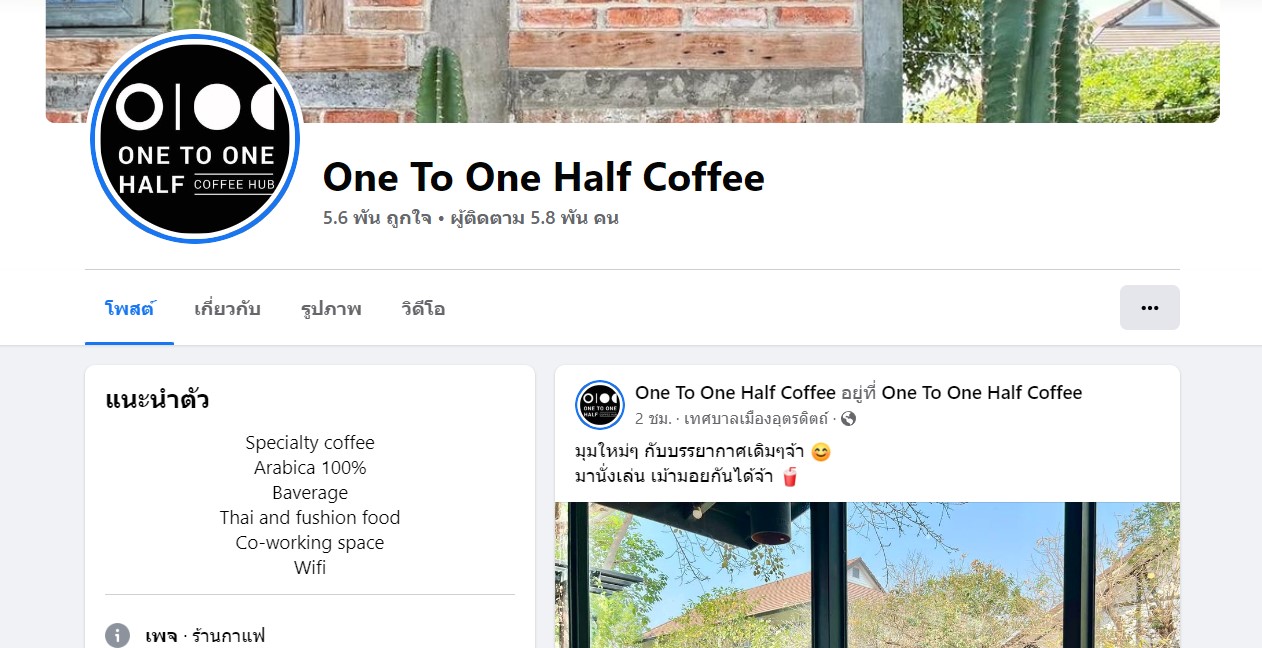 ONE TO ONE
HALF COFFEE HUB
One To One Half Coffee
5.6 พัน ถูกใจ • ผู้ติดตาม 5.8 พัน คน
โพสต์ เกี่ยวกับ รูปภาพ วิดีโอ
แนะนำตัว
Specialty coffee
Arabica 100%
Baverage
Thai and fushion food
Co-working space
Wifi
เพจ · ร้านกาแฟ
ONE TO ONE
One To One Half Coffee อยู่ที่ One To One Half Coffee
2 ชม. · เทศบาลเมืองอุตรดิตถ์ ·
มุมใหม่ๆ กับบรรยากาศเดิมๆจ้า 😊
มานั่งเล่น เม้ามอยกันได้จ้า 🥤